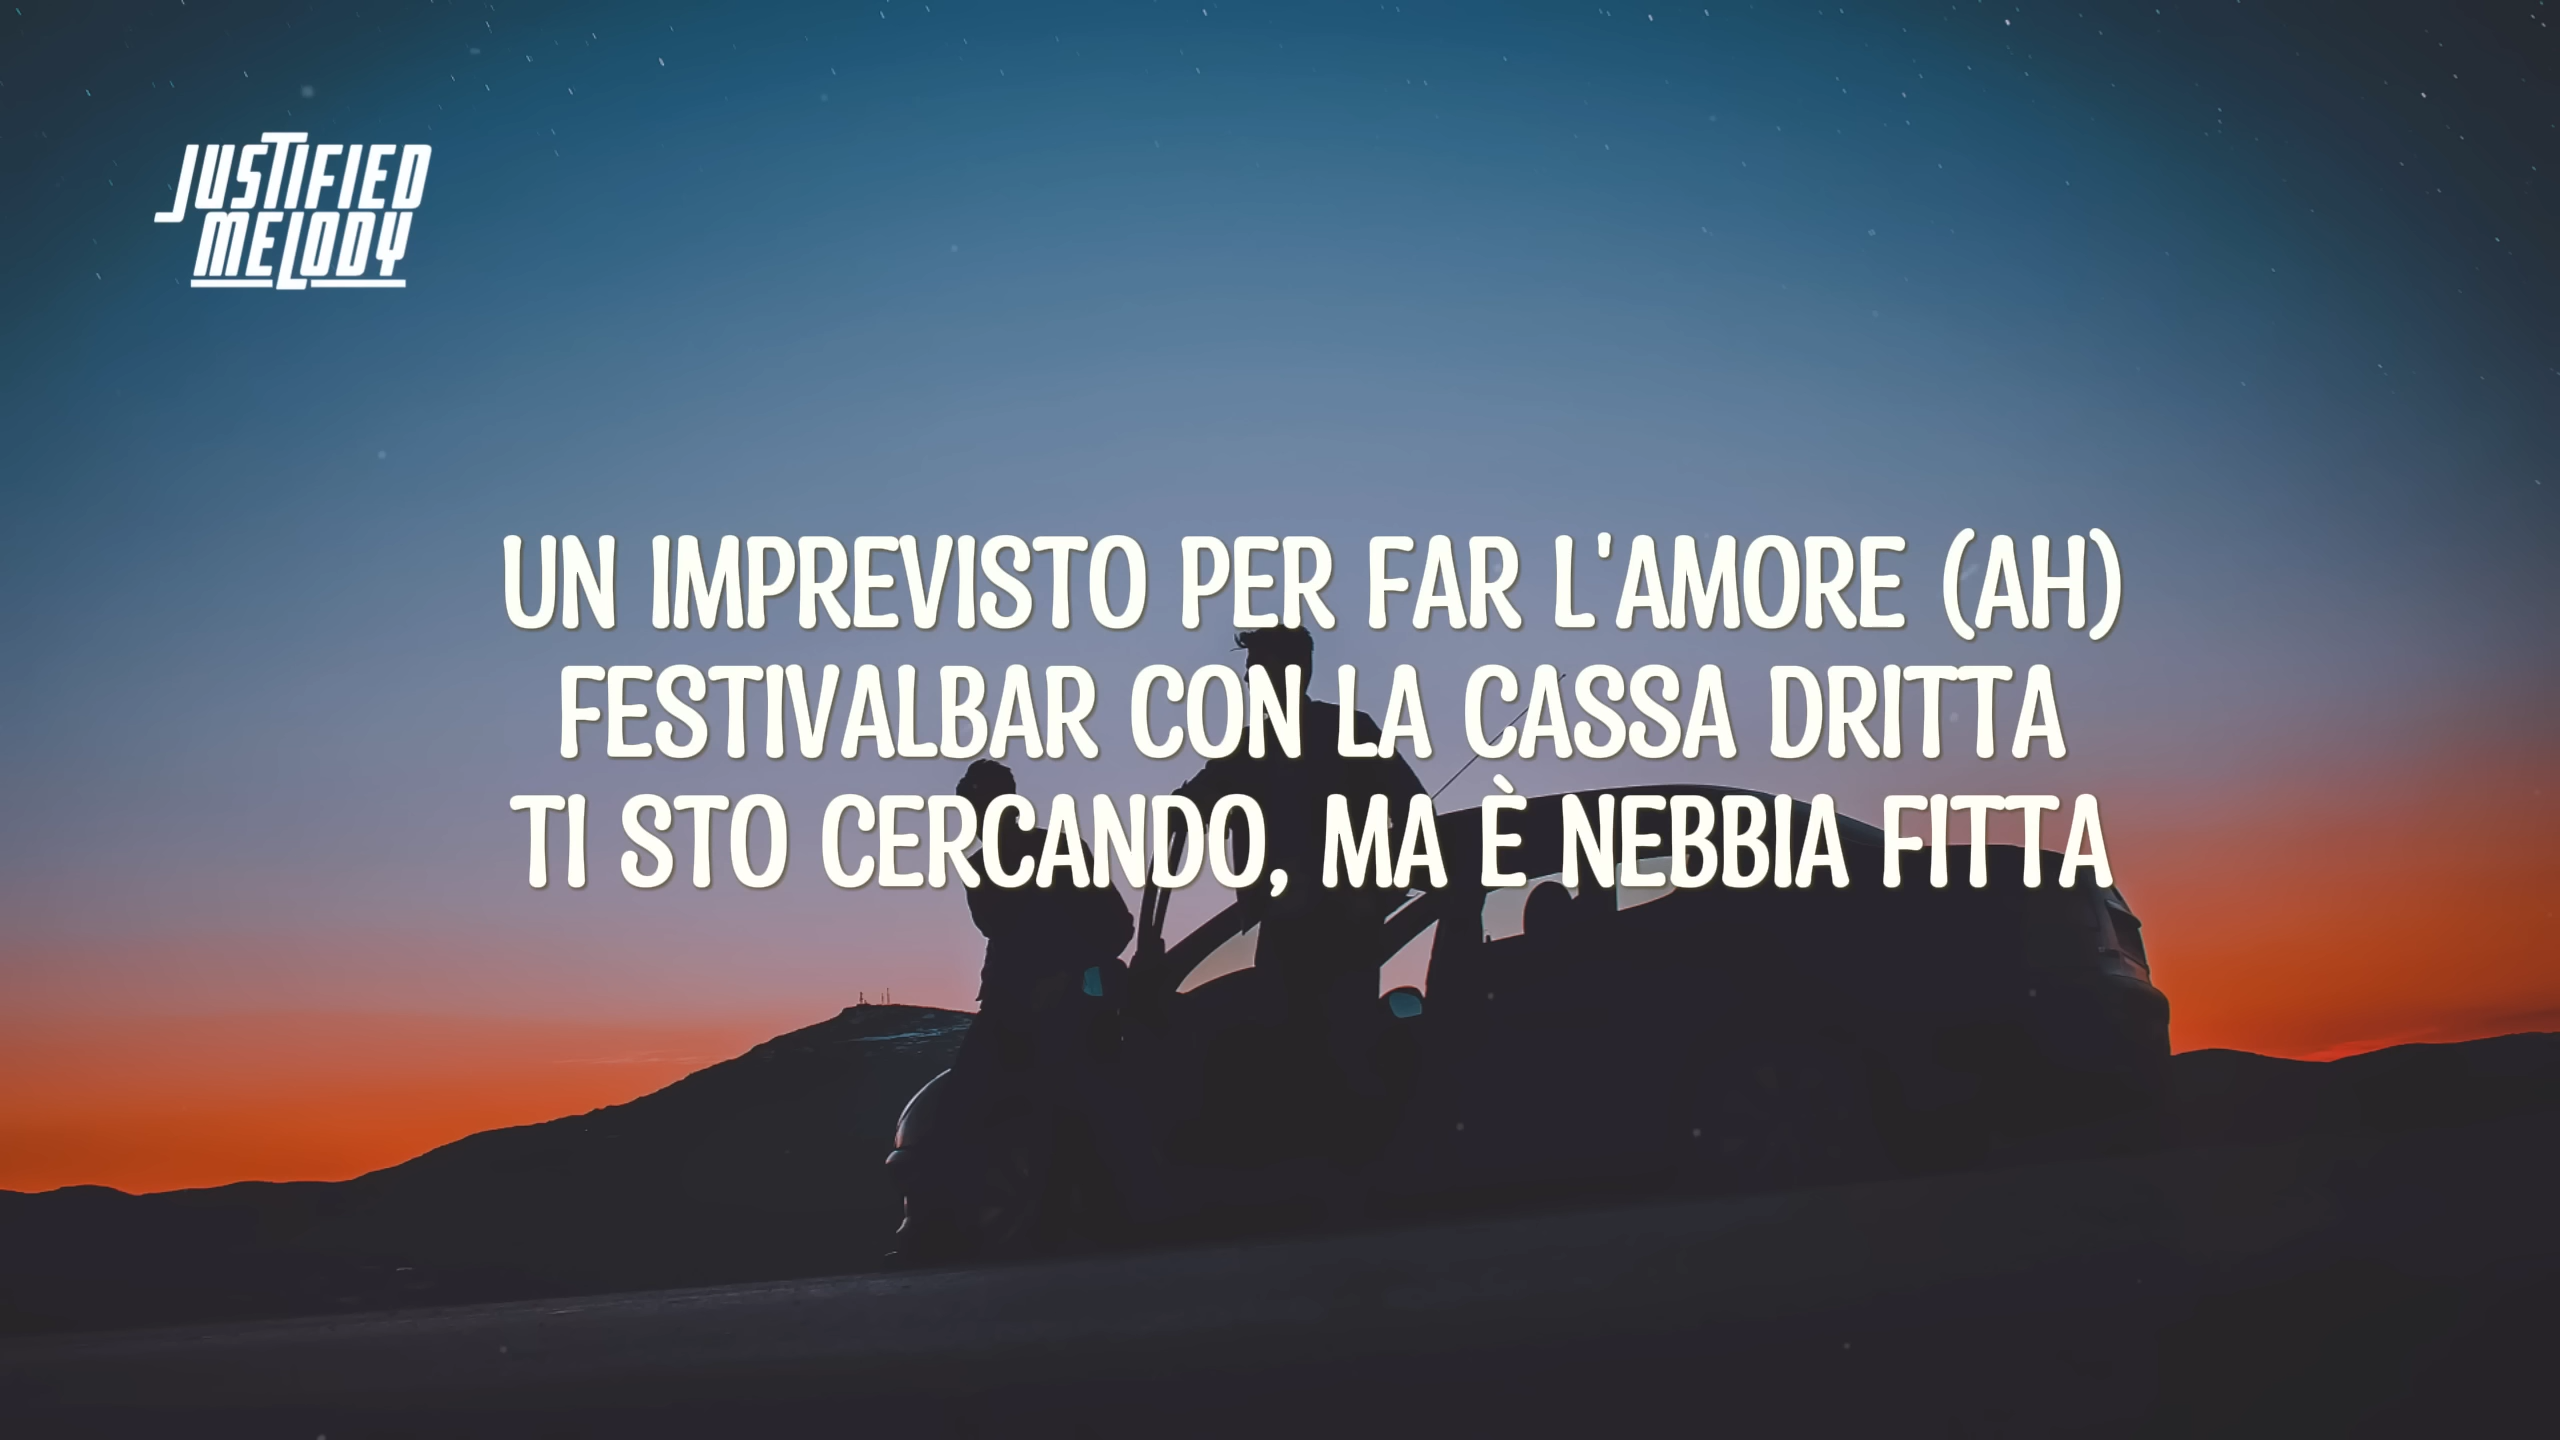 JUSTIFIED
MELODY
UN IMPREVISTO PER FAR L'AMORE (AH)
FESTIVALBAR CON LA CASSA DRITTA
TI STO CERCANDO, MA È NEBBIA FITTA